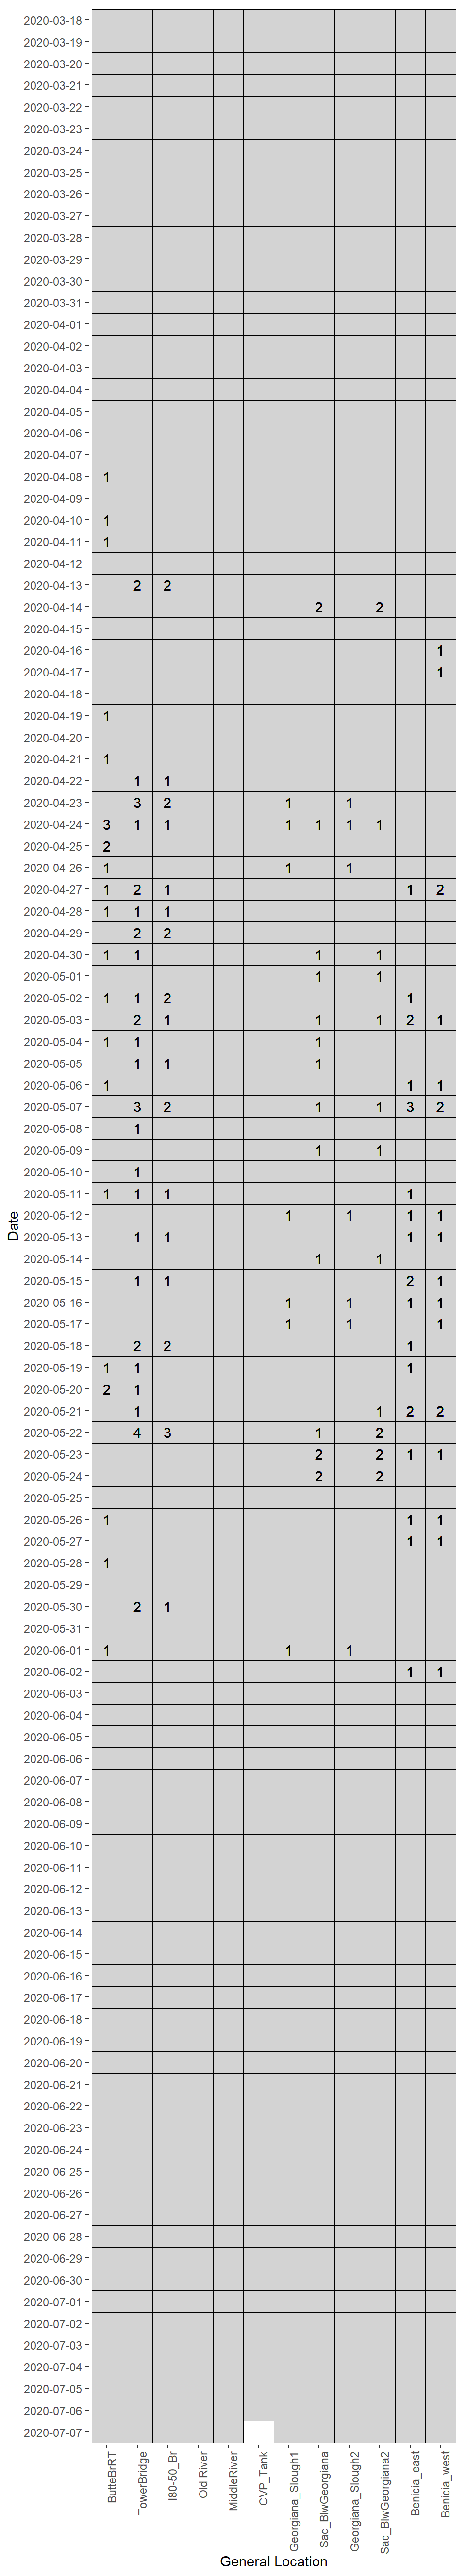 2020-03-18
2020-03-19
2020-03-20
2020-03-21
2020-03-22
2020-03-23
2020-03-24
2020-03-25
2020-03-26
2020-03-27
2020-03-28
2020-03-29
2020-03-30
2020-03-31
2020-04-01
2020-04-02
2020-04-03
2020-04-04
2020-04-05
2020-04-06
2020-04-07
2020-04-08 1
2020-04-09
2020-04-10 1
2020-04-11 1
2020-04-12
2020-04-13 2 2
2020-04-14 2 2
2020-04-15
2020-04-16 1
2020-04-17 1
2020-04-18
2020-04-19 1
2020-04-20
2020-04-21 1
2020-04-22 1 1
2020-04-23 3 2 1 1
2020-04-24 3 1 1 1 1 1 1
2020-04-25 2
2020-04-26 1 1 1
2020-04-27 1 2 1 1 2
2020-04-28 1 1 1
2020-04-29 2 2
2020-04-30 1 1 1 1
2020-05-01 1 1
2020-05-02 1 1 2 1
2020-05-03 2 1 1 1 2 1
2020-05-04 1 1 1
2020-05-05 1 1 1
2020-05-06 1 1 1
2020-05-07 3 2 1 1 3 2
2020-05-08 1
2020-05-09 1 1
2020-05-10 1
2020-05-11 1 1 1 1
2020-05-12 1 1 1 1
2020-05-13 1 1 1 1
2020-05-14 1 1
2020-05-15 1 1 2 1
2020-05-16 1 1 1 1
2020-05-17 1 1 1
2020-05-18 2 2 1
2020-05-19 1 1 1
2020-05-20 2 1
2020-05-21 1 1 2 2
2020-05-22 4 3 1 2
2020-05-23 2 2 1 1
2020-05-24 2 2
2020-05-25
2020-05-26 1 1 1
2020-05-27 1 1
2020-05-28 1
2020-05-29
2020-05-30 2 1
2020-05-31
2020-06-01 1 1 1
2020-06-02 1 1
2020-06-03
2020-06-04
2020-06-05
2020-06-06
2020-06-07
2020-06-08
2020-06-09
2020-06-10
2020-06-11
2020-06-12
2020-06-13
2020-06-14
2020-06-15
2020-06-16
2020-06-17
2020-06-18
2020-06-19
2020-06-20
2020-06-21
2020-06-22
2020-06-23
2020-06-24
2020-06-25
2020-06-26
2020-06-27
2020-06-28
2020-06-29
2020-06-30
2020-07-01
2020-07-02
2020-07-03
2020-07-04
2020-07-05
2020-07-06
2020-07-07
Date
ButteBrRT
TowerBridge
I80-50_Br
Old River
MiddleRiver
CVP_Tank
Georgiana_Slough1
Sac_BlwGeorgiana
Georgiana_Slough2
Sac_BlwGeorgiana2
Benicia_east
Benicia_west
General Location